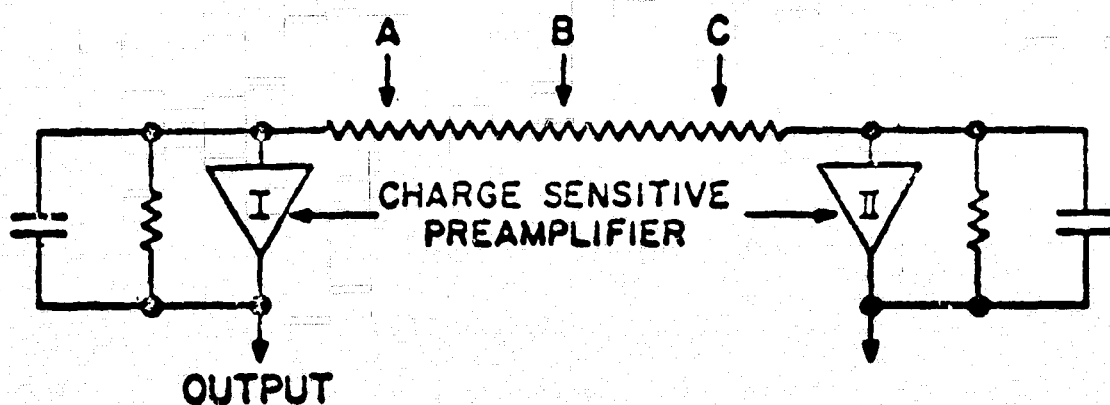 A B C
I CHARGE SENSITIVE II
PREAMPLIFIER
OUTPUT